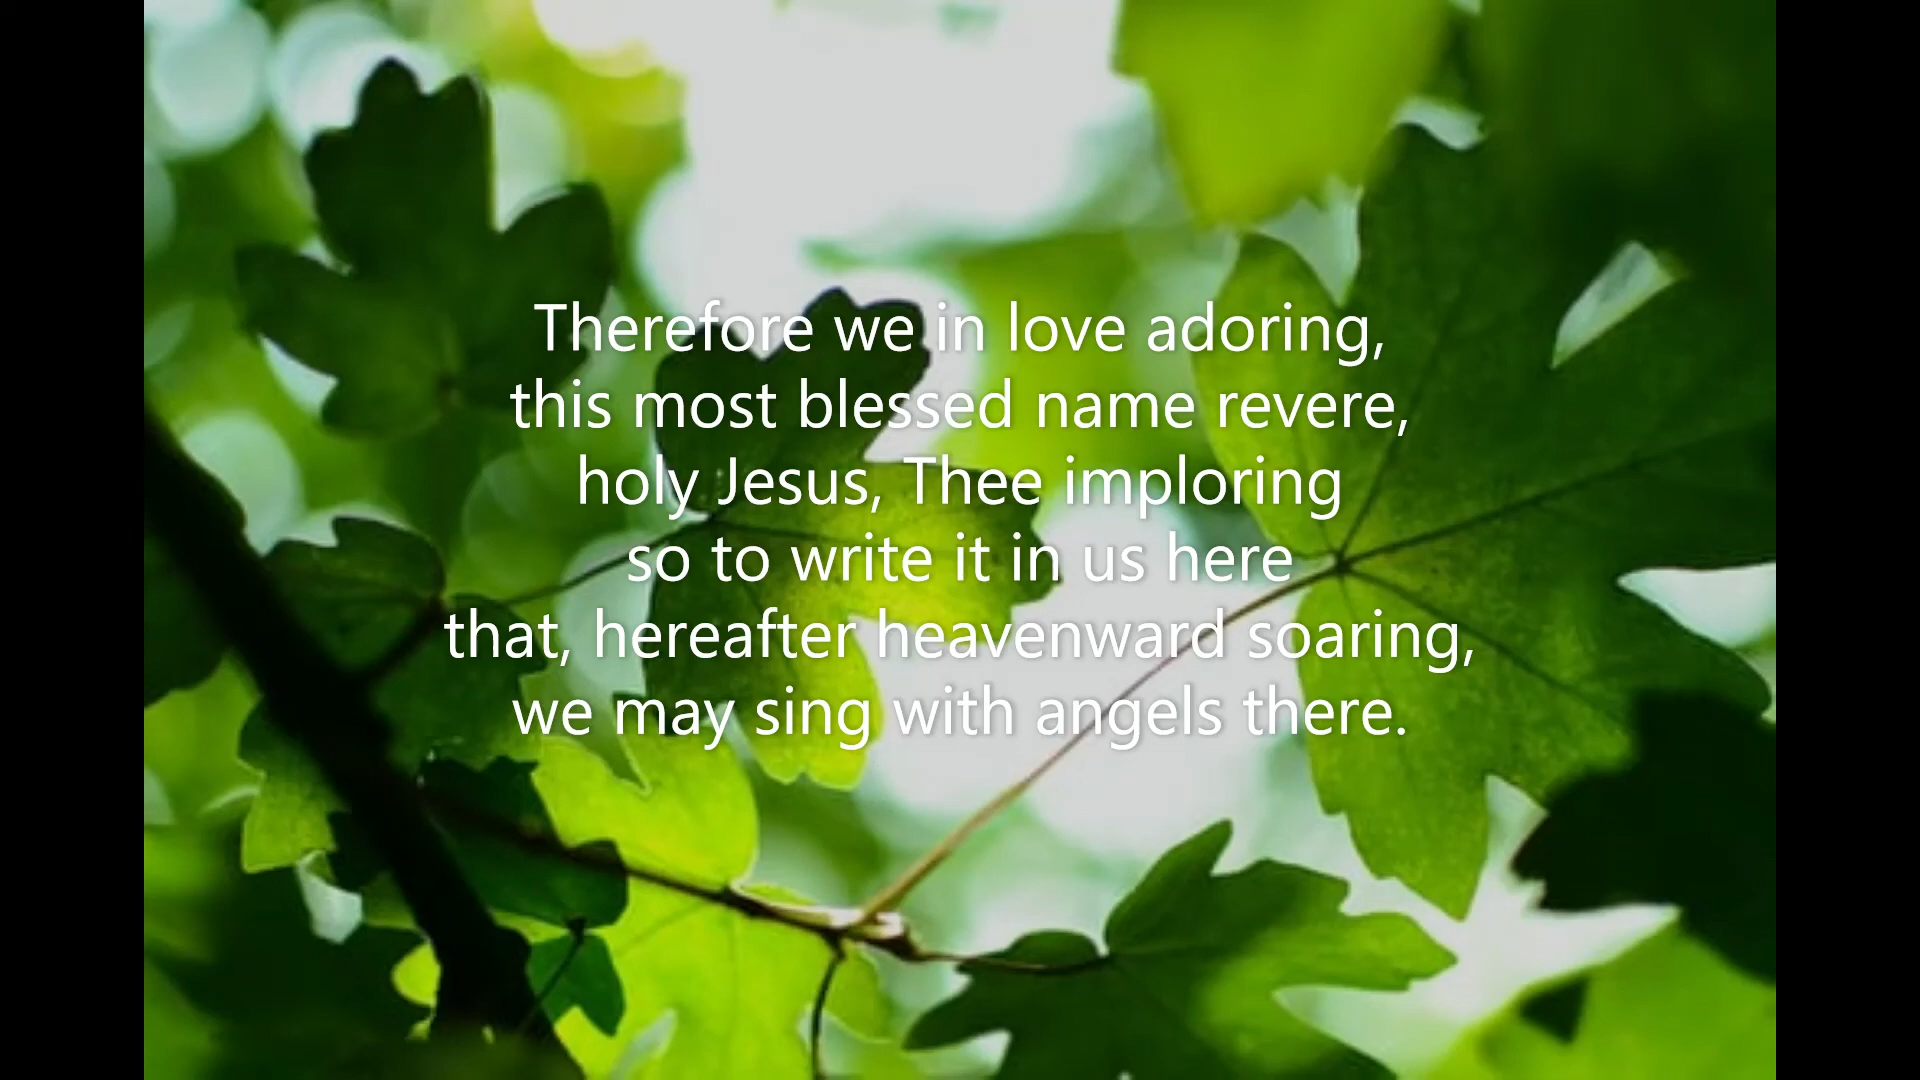 Therefore we in love adoring,
this most blessed name revere,
holy Jesus, Thee imploring
so to write it in us here
that, hereafter heavenward soaring,
we may sing with angels there.